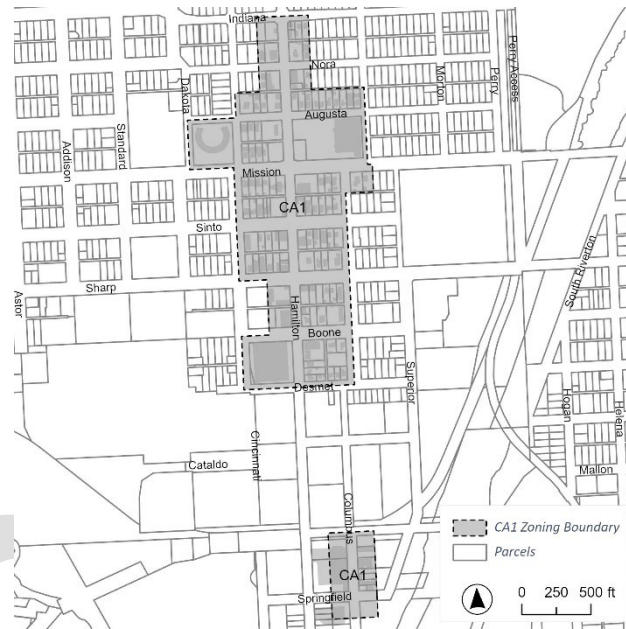 Indiana
Nora
Dakota
Morton
Perry
Perry Access
Augusta
Addison
Standard
Mission
CA1
Sinto
South Riverton
Sharp
Astor
Hamilton
Boone
Desmet
Superior
Hogan
Helena
Cincinnati
Cataldo
Mallon
Columbus
CA1 Zoning Boundary
Parcels
CA1
Springfield
0 250 500 ft